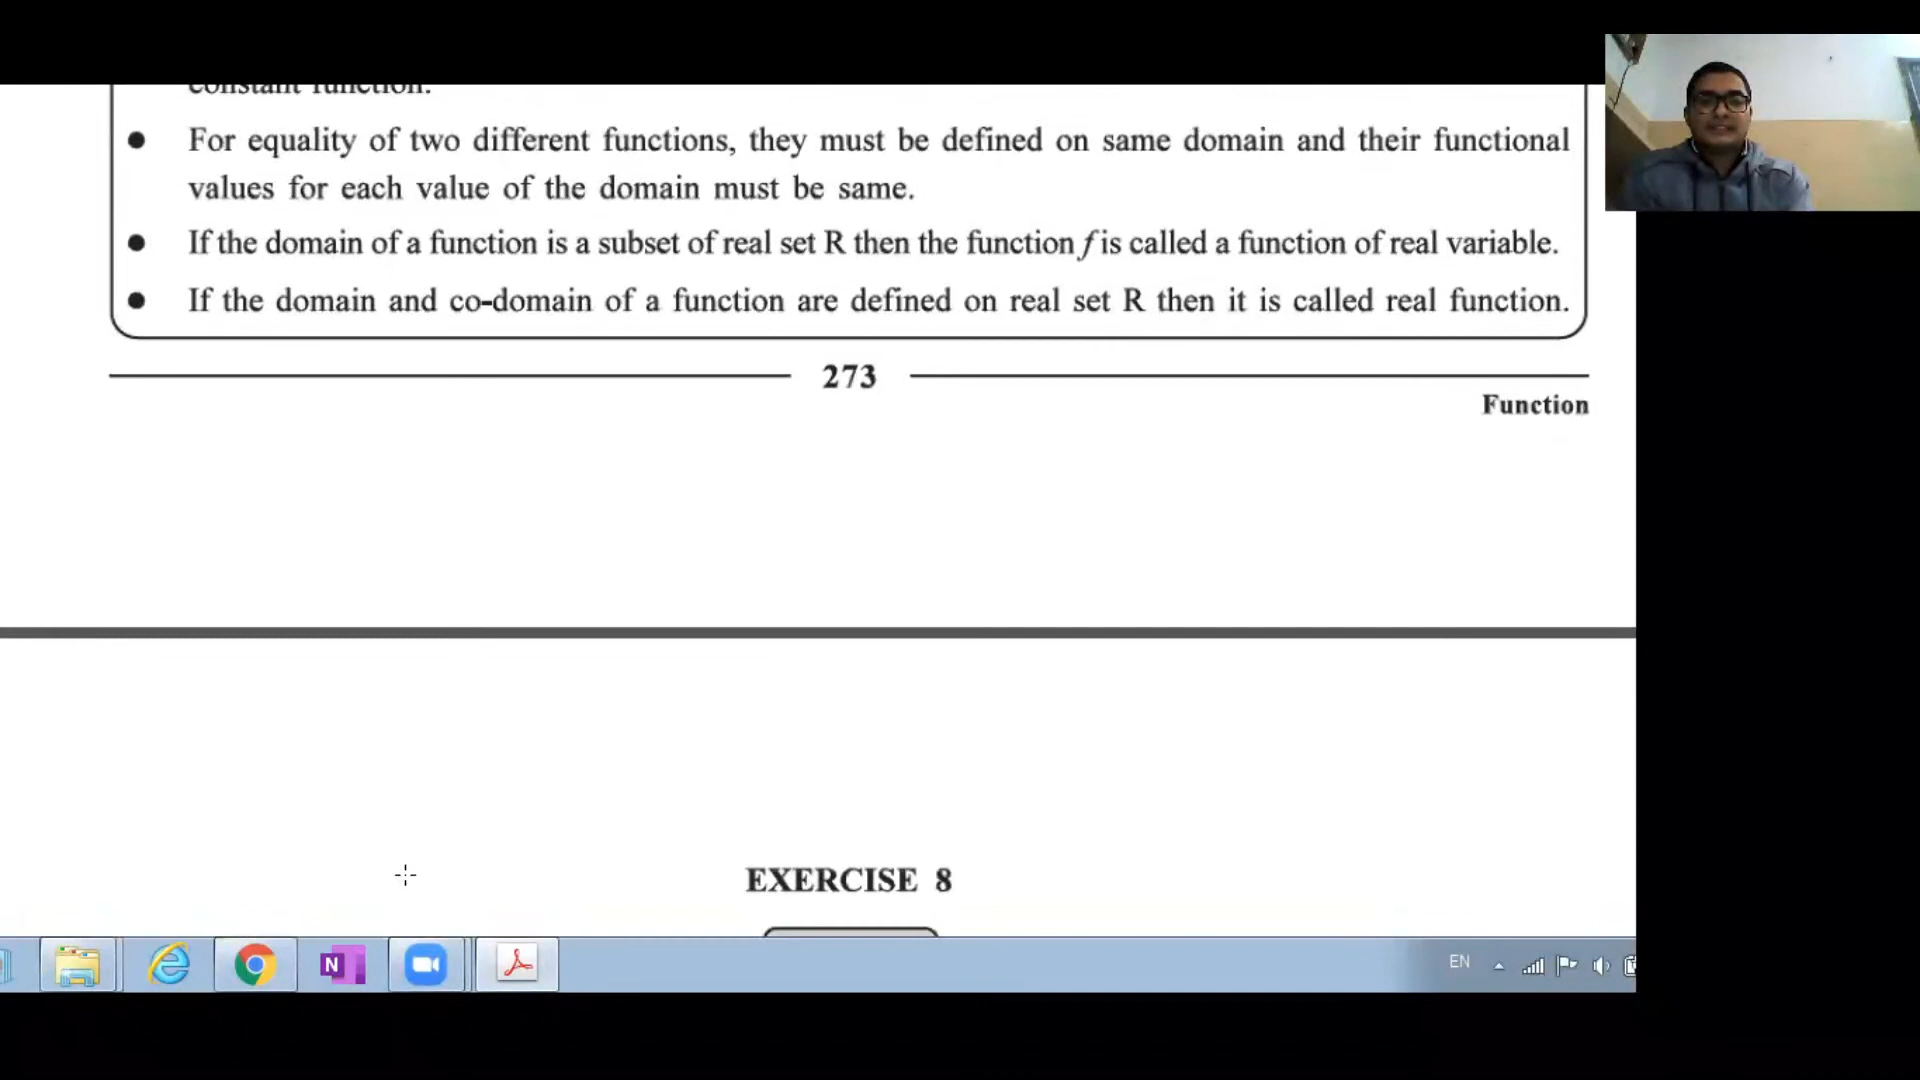 constant function.
● For equality of two different functions, they must be defined on same domain and their functional
values for each value of the domain must be same.
● If the domain of a function is a subset of real set R then the function f is called a function of real variable.
● If the domain and co-domain of a function are defined on real set R then it is called real function.
273
Function
EXERCISE 8
N
EN